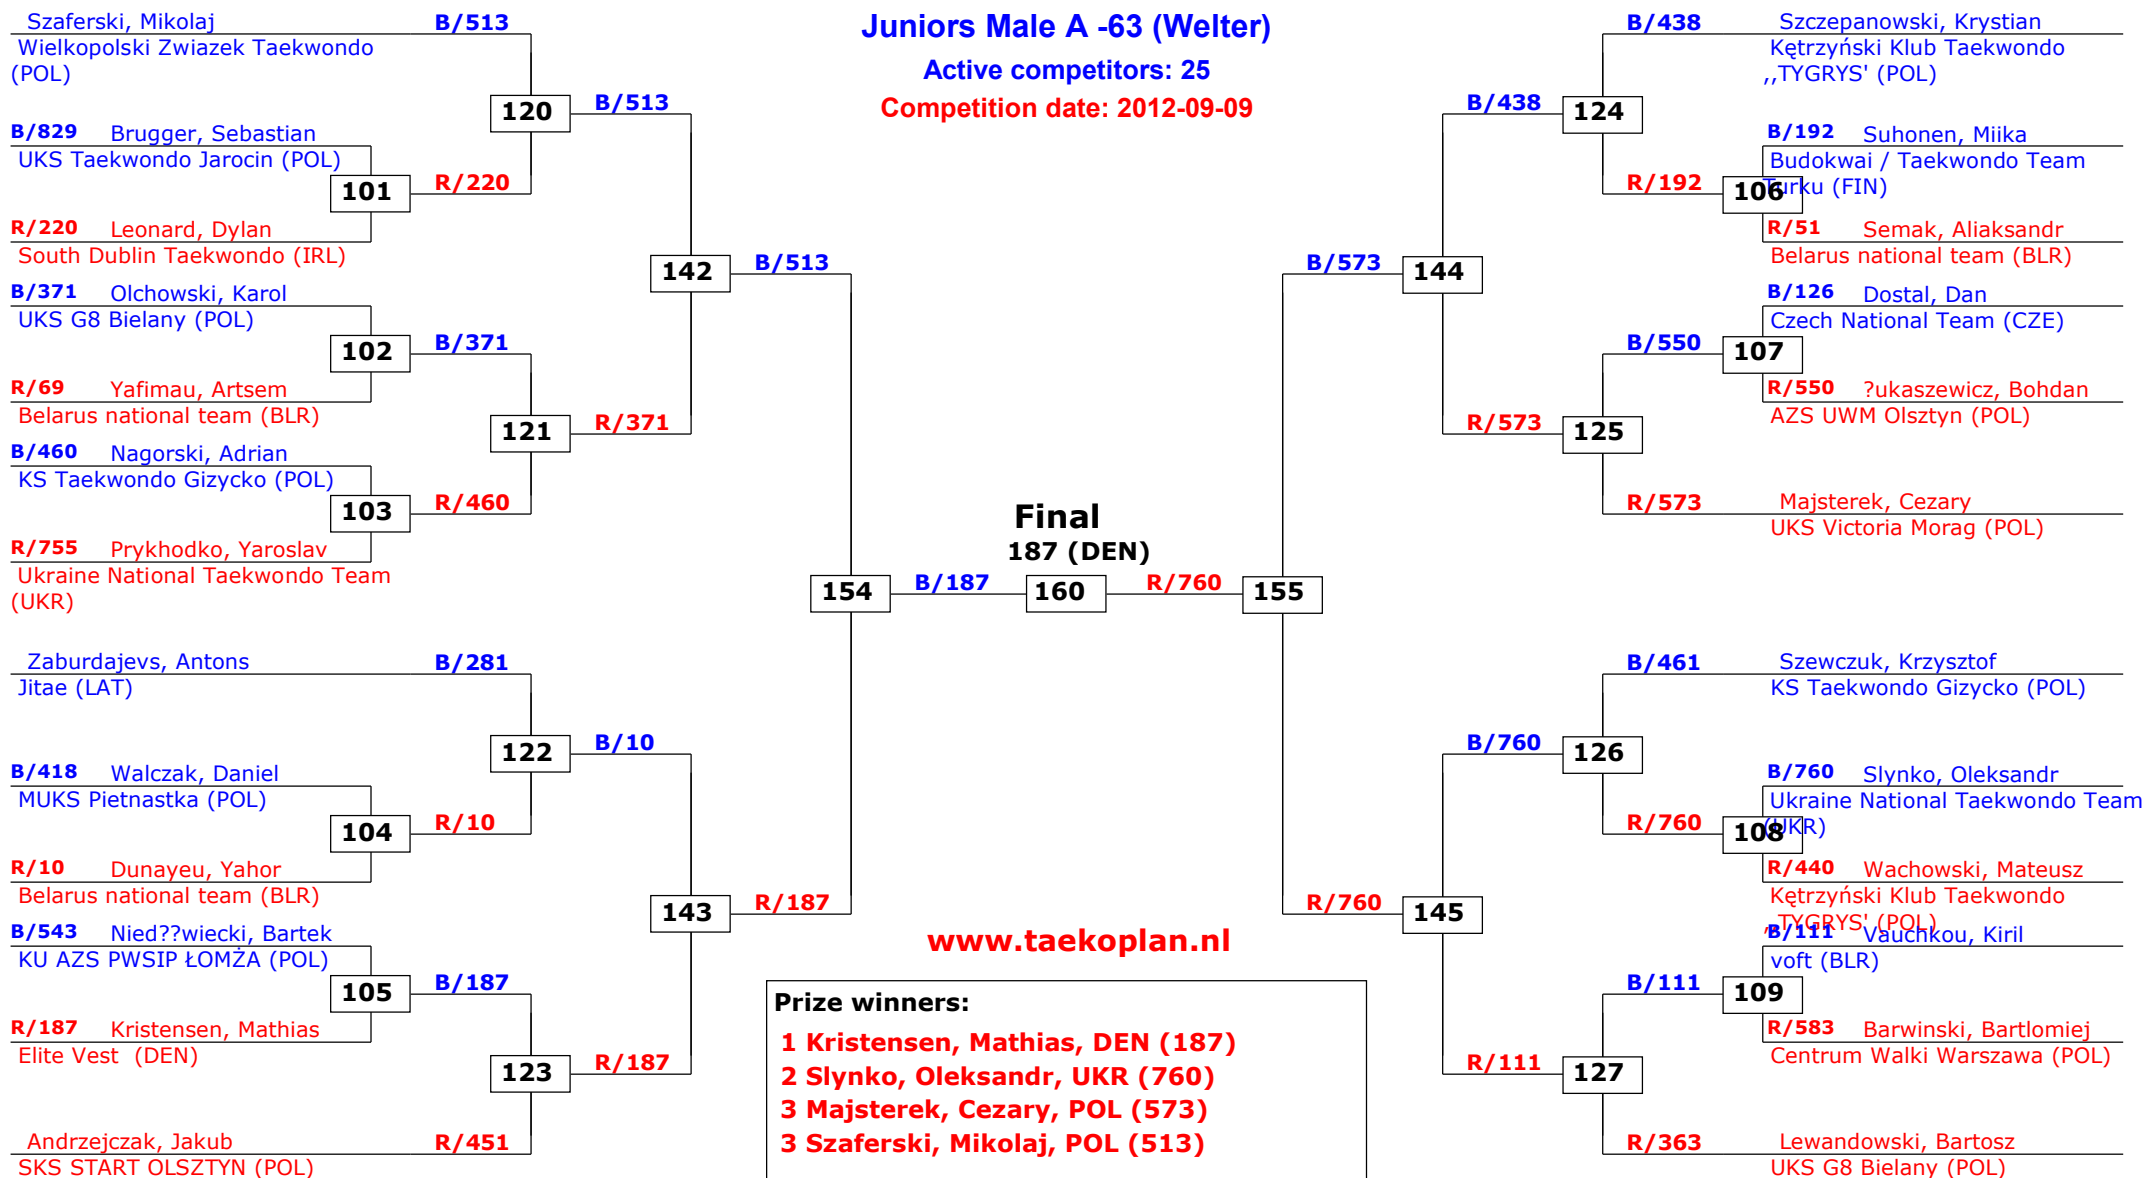 Juniors Male A -63 (Welter)
Active competitors: 25
Competition date: 2012-09-09
Szaferski, Mikolaj
B/513
Wielkopolski Zwiazek Taekwondo
(POL)
120
B/513
B/829 Brugger, Sebastian
UKS Taekwondo Jarocin (POL)
101
R/220
R/220 Leonard, Dylan
South Dublin Taekwondo (IRL)
142
B/513
B/371 Olchowski, Karol
UKS G8 Bielany (POL)
102
B/371
R/69 Yafimau, Artsem
Belarus national team (BLR)
121
R/371
B/460 Nagorski, Adrian
KS Taekwondo Gizycko (POL)
103
R/460
R/755 Prykhodko, Yaroslav
Ukraine National Taekwondo Team
(UKR)
154
B/187
Zaburdajevs, Antons
B/281
Jitae (LAT)
122
B/10
B/418 Walczak, Daniel
MUKS Pietnastka (POL)
104
R/10
R/10 Dunayeu, Yahor
Belarus national team (BLR)
143
R/187
B/543 Nied??wiecki, Bartek
KU AZS PWSIP ŁOMŻA (POL)
105
B/187
R/187 Kristensen, Mathias
Elite Vest (DEN)
123
R/187
Andrzejczak, Jakub
R/451
SKS START OLSZTYN (POL)
Final
187 (DEN)
160
R/760
155
B/438
Szczepanowski, Krystian
Kętrzyński Klub Taekwondo
,,TYGRYS' (POL)
B/438
124
B/192 Suhonen, Miika
Budokwai / Taekwondo Team
Turku (FIN)
R/192
106
R/51 Semak, Aliaksandr
Belarus national team (BLR)
B/573
144
B/126 Dostal, Dan
Czech National Team (CZE)
B/550
107
R/550 ?ukaszewicz, Bohdan
AZS UWM Olsztyn (POL)
R/573
125
R/573
Majsterek, Cezary
UKS Victoria Morag (POL)
B/461
Szewczuk, Krzysztof
KS Taekwondo Gizycko (POL)
B/760
126
B/760 Slynko, Oleksandr
Ukraine National Taekwondo Team
(UKR)
R/760
108
R/440 Wachowski, Mateusz
Kętrzyński Klub Taekwondo
,,TYGRYS' (POL)
R/760
145
B/111 Vauchkou, Kiril
voft (BLR)
B/111
109
R/583 Barwinski, Bartlomiej
Centrum Walki Warszawa (POL)
R/111
127
R/363
Lewandowski, Bartosz
UKS G8 Bielany (POL)
www.taekoplan.nl
Prize winners:
1 Kristensen, Mathias, DEN (187)
2 Slynko, Oleksandr, UKR (760)
3 Majsterek, Cezary, POL (573)
3 Szaferski, Mikolaj, POL (513)